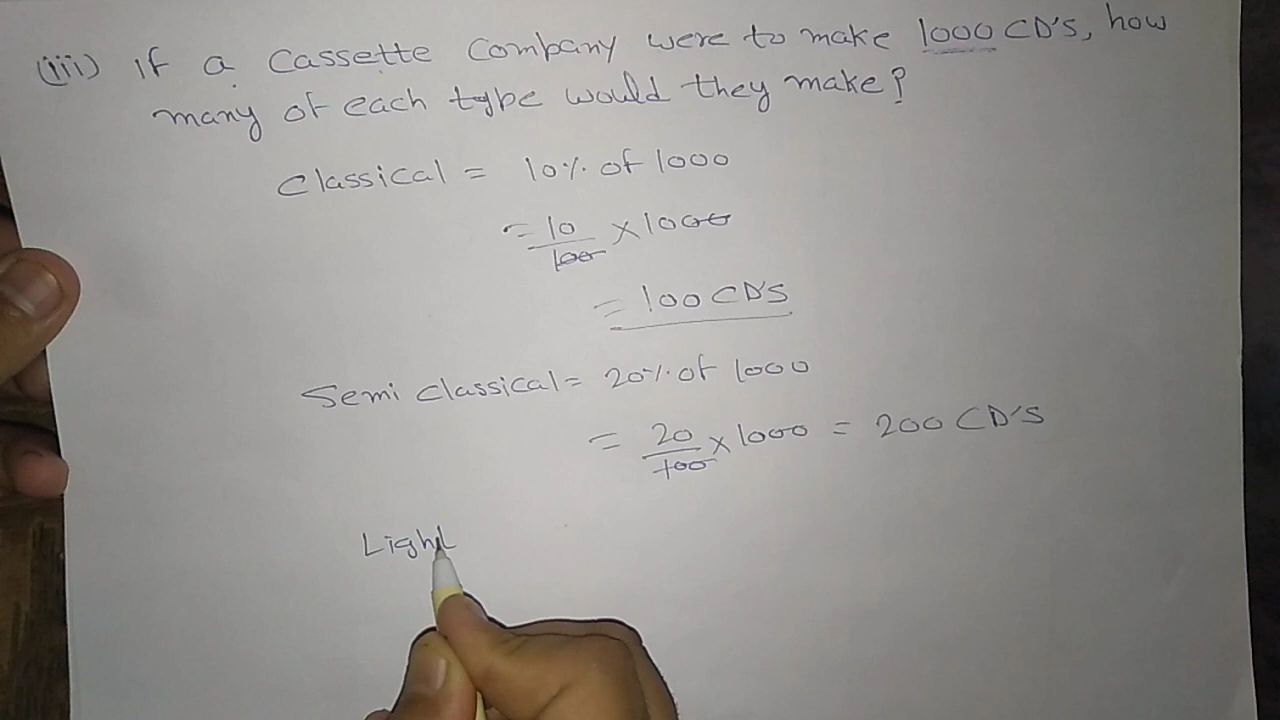 (iii) If a Cassette Company were to make 1000 CD's, how
many of each type would they make?
Classical = 10% of 1000
= 10/100 × 1000
= 100 CD'S
Semi classical = 20% of 1000
= 20/100 × 1000 = 200 CD'S
Light